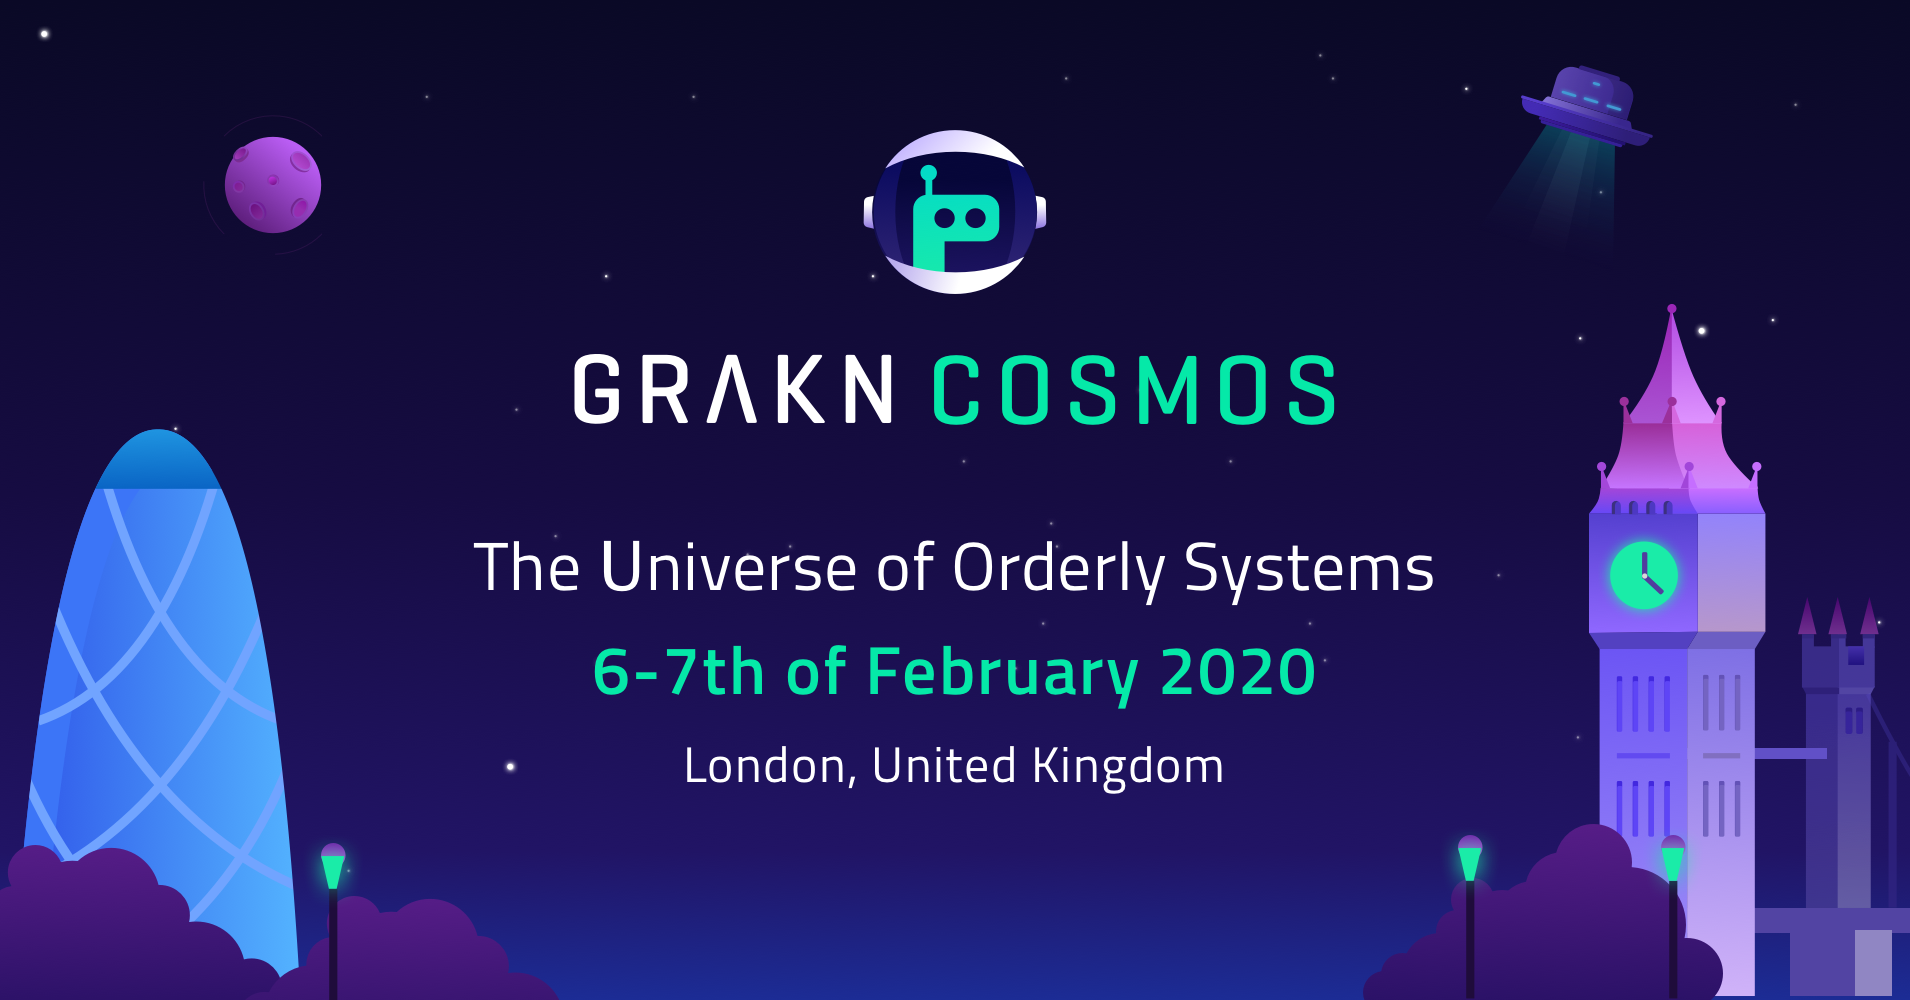 GRAKN COSMOS
The Universe of Orderly Systems
6-7th of February 2020
London, United Kingdom